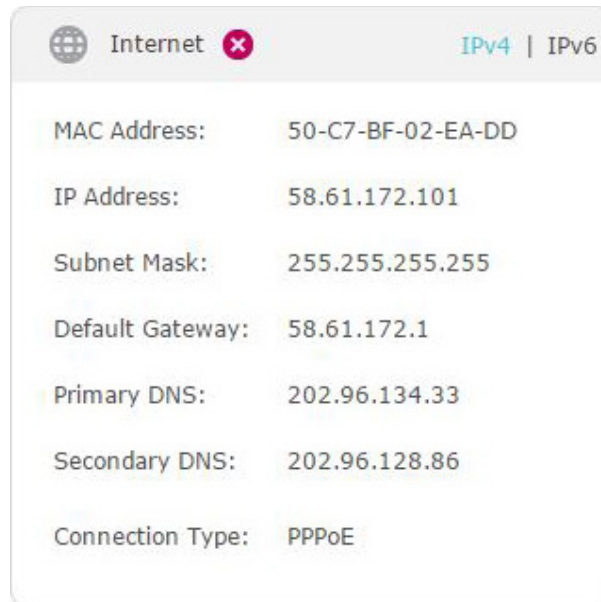 Internet IPv4 | IPv6
MAC Address: 50-C7-BF-02-EA-DD
IP Address: 58.61.172.101
Subnet Mask: 255.255.255.255
Default Gateway: 58.61.172.1
Primary DNS: 202.96.134.33
Secondary DNS: 202.96.128.86
Connection Type: PPPoE